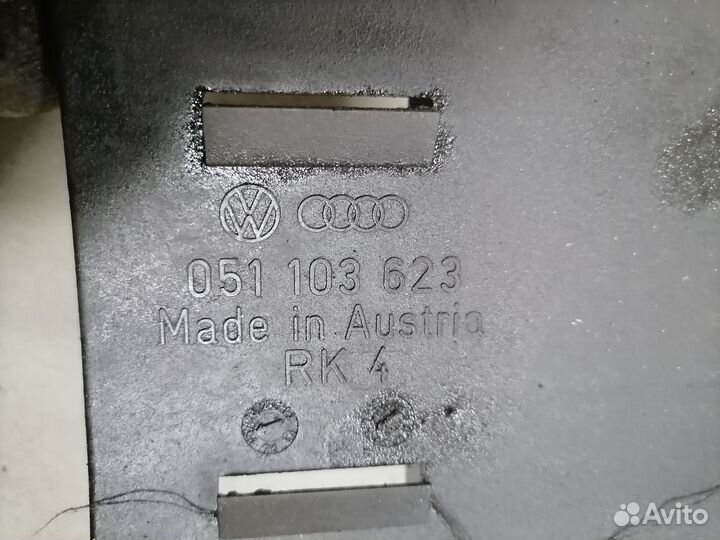 051 103 623
Made in Austria
RK 4
Avito